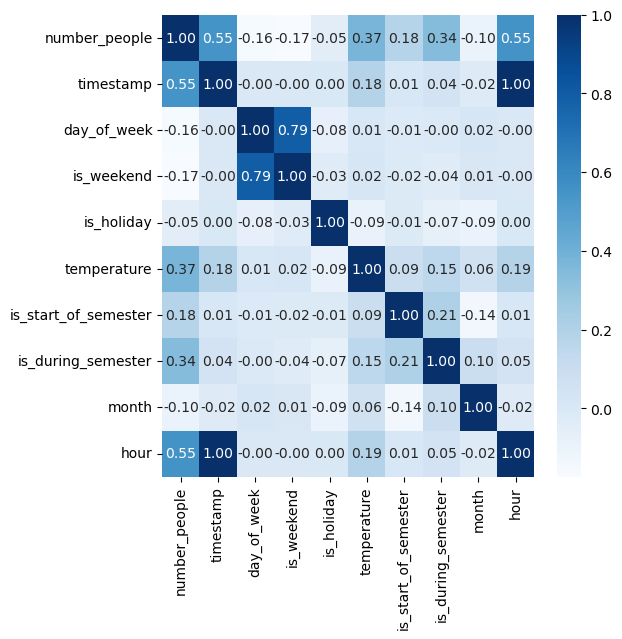 number_people 1.00 0.55 -0.16 -0.17 -0.05 0.37 0.18 0.34 -0.10 0.55
timestamp 0.55 1.00 -0.00 -0.00 0.00 0.18 0.01 0.04 -0.02 1.00
day_of_week -0.16 -0.00 1.00 0.79 -0.08 0.01 -0.01 -0.00 0.02 -0.00
is_weekend -0.17 -0.00 0.79 1.00 -0.03 0.02 -0.02 -0.04 0.01 -0.00
is_holiday -0.05 0.00 -0.08 -0.03 1.00 -0.09 -0.01 -0.07 -0.09 0.00
temperature 0.37 0.18 0.01 0.02 -0.09 1.00 0.09 0.15 0.06 0.19
is_start_of_semester 0.18 0.01 -0.01 -0.02 -0.01 0.09 1.00 0.21 -0.14 0.01
is_during_semester 0.34 0.04 -0.00 -0.04 -0.07 0.15 0.21 1.00 0.10 0.05
month -0.10 -0.02 0.02 0.01 -0.09 0.06 -0.14 0.10 1.00 -0.02
hour 0.55 1.00 -0.00 -0.00 0.00 0.19 0.01 0.05 -0.02 1.00
number_people
timestamp
day_of_week
is_weekend
is_holiday
temperature
is_start_of_semester
is_during_semester
month
hour
1.0
0.8
0.6
0.4
0.2
0.0